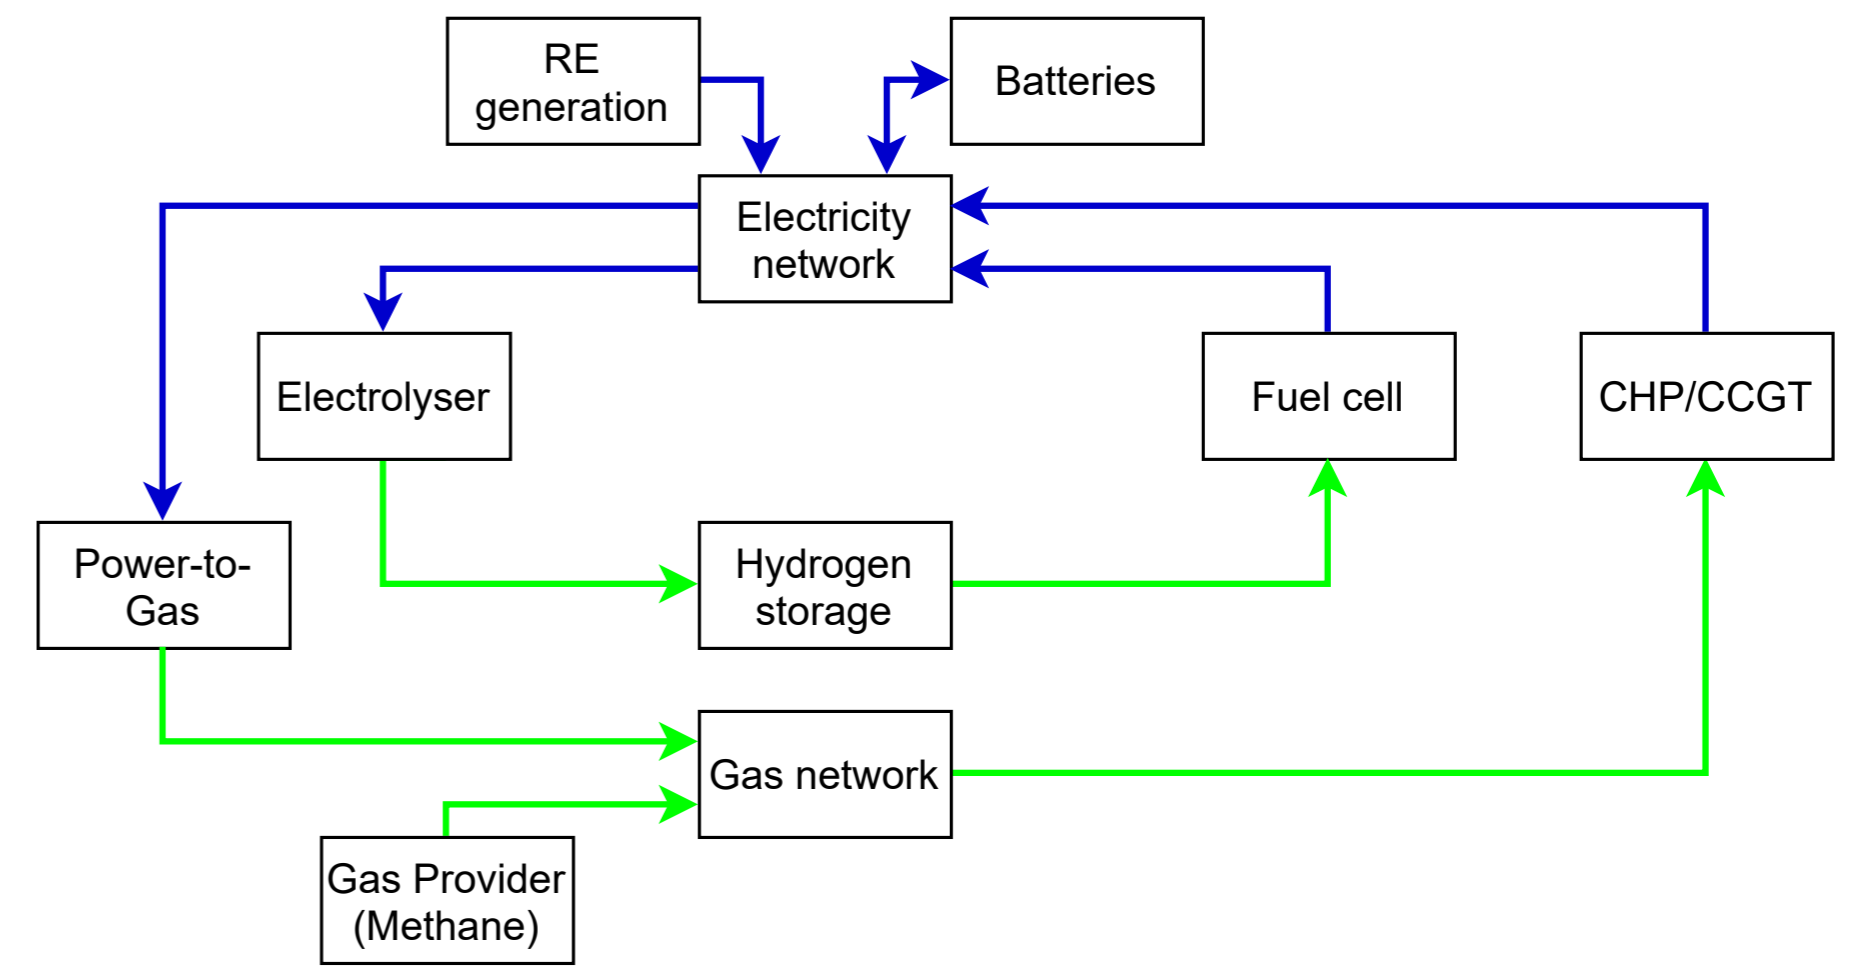 RE
generation
Batteries
Electricity
network
Electrolyser
Fuel cell
CHP/CCGT
Power-to-
Gas
Hydrogen
storage
Gas network
Gas Provider
(Methane)